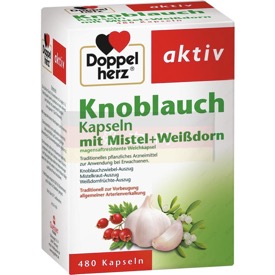 Doppel
herz®
aktiv
Knoblauch
Kapseln
mit Mistel+Weißdorn
magensaftresistente Weichkapsel
Traditionelles pflanzliches Arzneimittel
zur Anwendung bei Erwachsenen.
Knoblauchzwiebel-Auszug
Mistelkraut-Auszug
Weißdornfrüchte-Auszug
Traditionell zur Vorbeugung
allgemeiner Arterienverkalkung
480 Kapseln